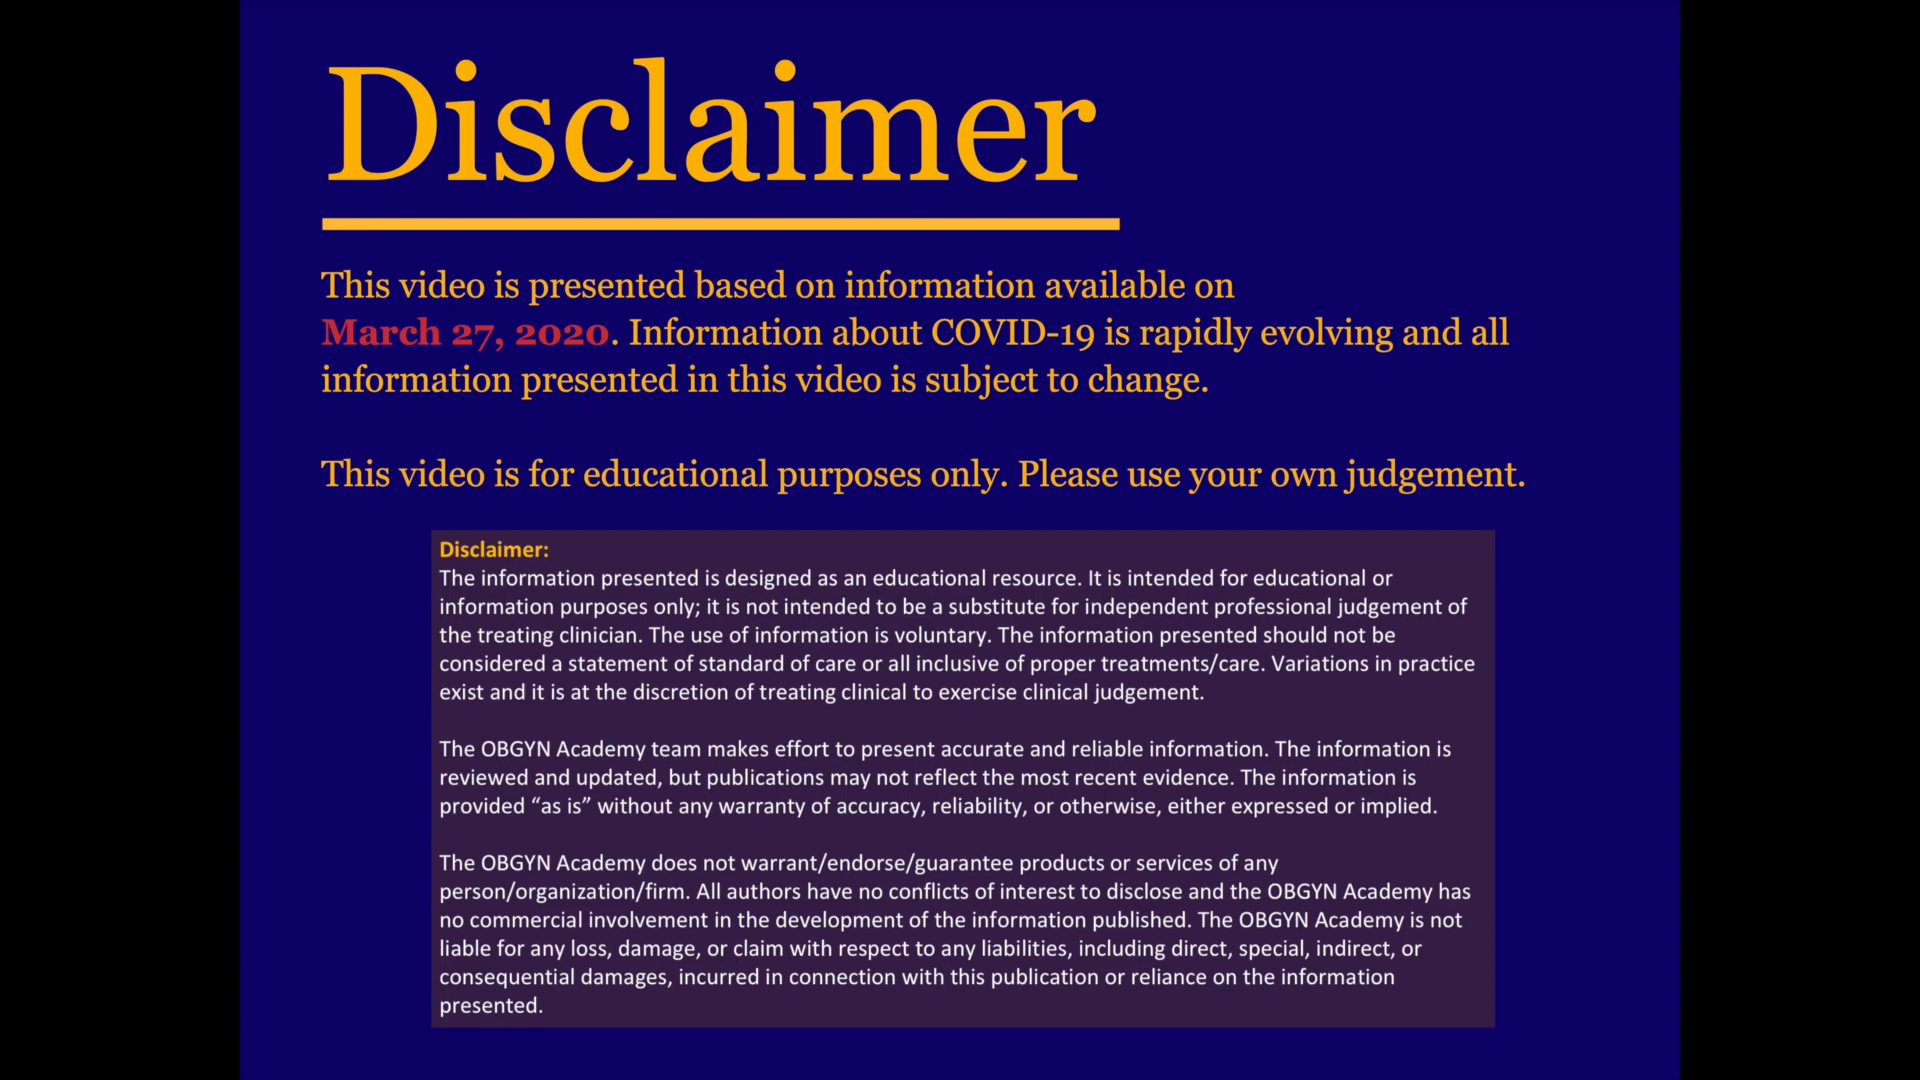 Disclaimer
This video is presented based on information available on
March 27, 2020. Information about COVID-19 is rapidly evolving and all
information presented in this video is subject to change.
This video is for educational purposes only. Please use your own judgement.
Disclaimer:
The information presented is designed as an educational resource. It is intended for educational or
information purposes only; it is not intended to be a substitute for independent professional judgement of
the treating clinician. The use of information is voluntary. The information presented should not be
considered a statement of standard of care or all inclusive of proper treatments/care. Variations in practice
exist and it is at the discretion of treating clinical to exercise clinical judgement.
The OBGYN Academy team makes effort to present accurate and reliable information. The information is
reviewed and updated, but publications may not reflect the most recent evidence. The information is
provided “as is” without any warranty of accuracy, reliability, or otherwise, either expressed or implied.
The OBGYN Academy does not warrant/endorse/guarantee products or services of any
person/organization/firm. All authors have no conflicts of interest to disclose and the OBGYN Academy has
no commercial involvement in the development of the information published. The OBGYN Academy is not
liable for any loss, damage, or claim with respect to any liabilities, including direct, special, indirect, or
consequential damages, incurred in connection with this publication or reliance on the information
presented.